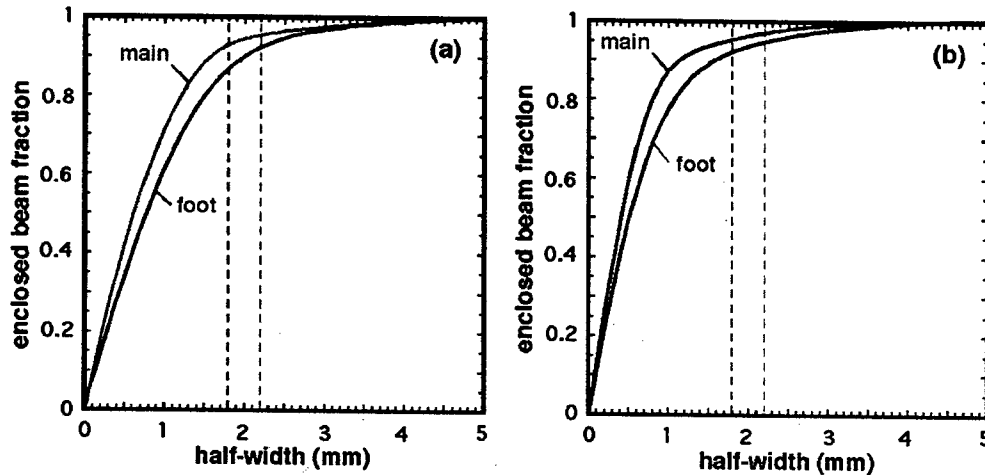 enclosed beam fraction
1
0.8
0.6
0.4
0.2
0
main
foot
(a)
0 1 2 3 4 5
half-width (mm)
enclosed beam fraction
1
0.8
0.6
0.4
0.2
0
main
foot
(b)
0 1 2 3 4 5
half-width (mm)